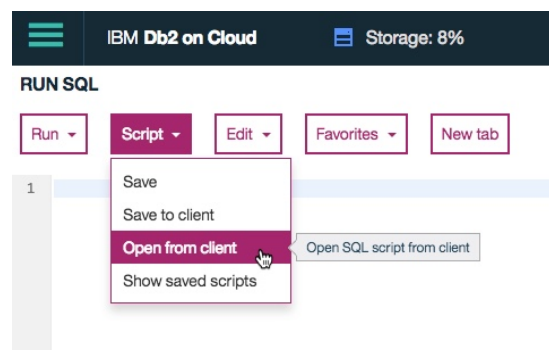 IBM Db2 on Cloud Storage: 8%
RUN SQL
Run Script Edit Favorites New tab
1
Save
Save to client
Open from client Open SQL script from client
Show saved scripts